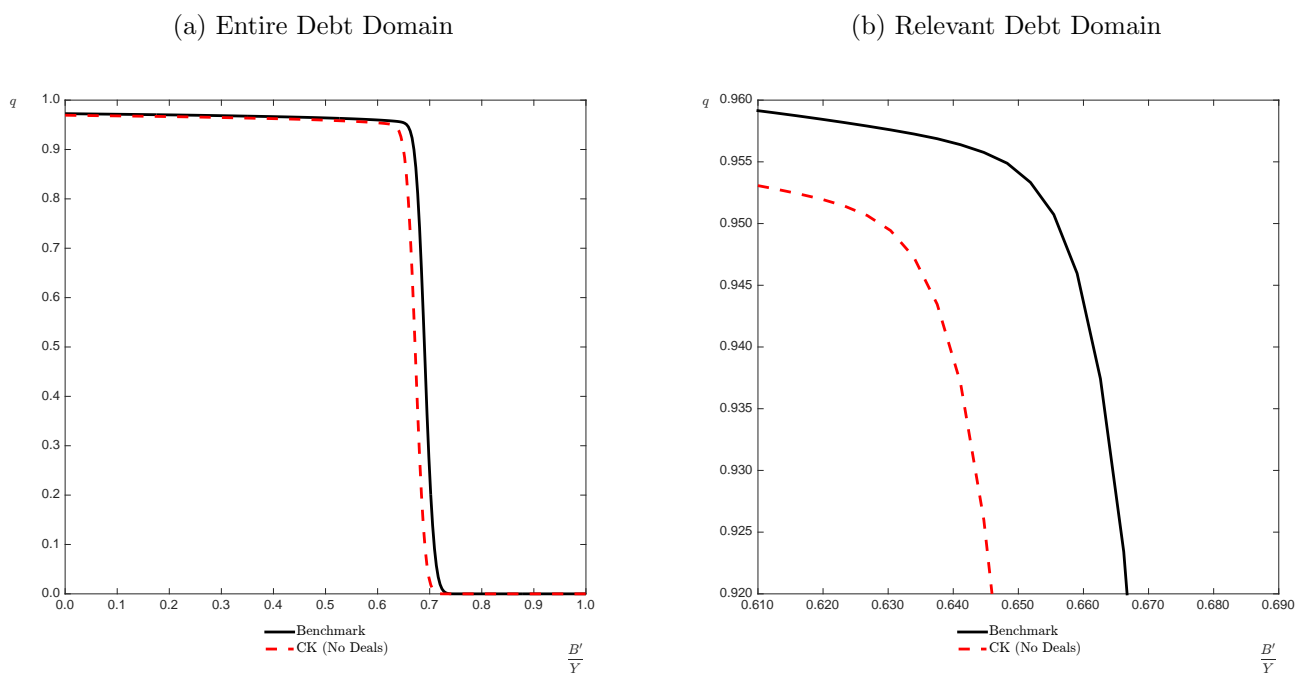 (a) Entire Debt Domain
q
1.0
0.9
0.8
0.7
0.6
0.5
0.4
0.3
0.2
0.1
0.0
0.0 0.1 0.2 0.3 0.4 0.5 0.6 0.7 0.8 0.9 1.0
Benchmark
CK (No Deals)
B′
Y
(b) Relevant Debt Domain
q
0.960
0.955
0.950
0.945
0.940
0.935
0.930
0.925
0.920
0.610 0.620 0.630 0.640 0.650 0.660 0.670 0.680 0.690
Benchmark
CK (No Deals)
B′
Y